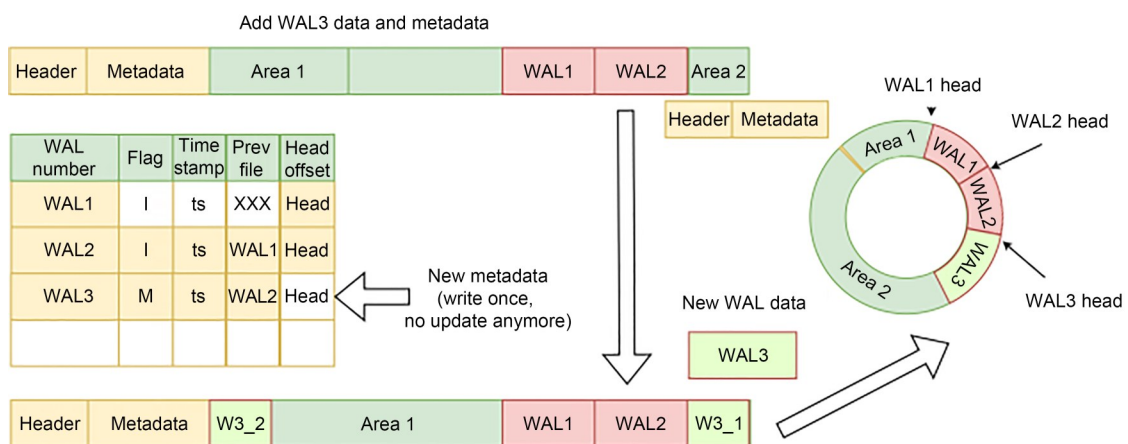 Add WAL3 data and metadata
Header Metadata Area 1 WAL1 WAL2 Area 2
Header Metadata
WAL1 head
WAL2 head
Area 1
WAL1
WAL2
WAL3
Area 2
WAL3 head
WAL number Flag Time stamp Prev file Head offset
WAL1 I ts XXX Head
WAL2 I ts WAL1 Head
WAL3 M ts WAL2 Head
New metadata
(write once,
no update anymore)
New WAL data
WAL3
Header Metadata W3_2 Area 1 WAL1 WAL2 W3_1